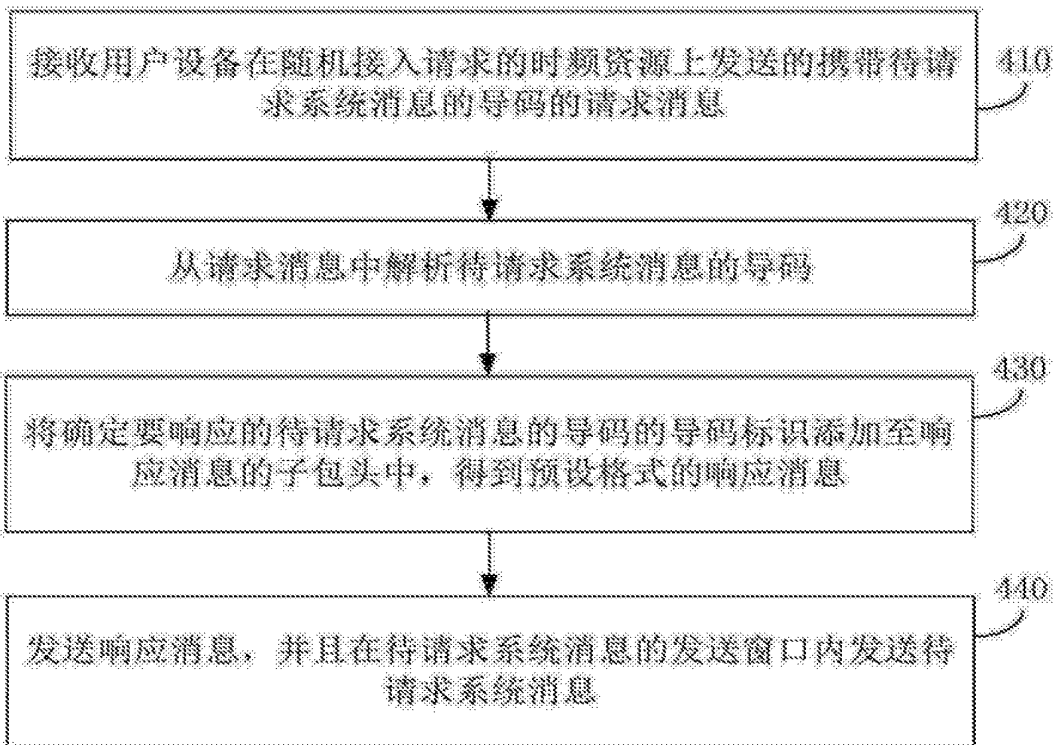 接收用户设备在随机接入请求的时频资源上发送的携带待请
求系统消息的导码的请求消息
410
从请求消息中解析待请求系统消息的导码
420
将确定要响应的待请求系统消息的导码的导码标识添加至响
应消息的子包头中，得到预设格式的响应消息
430
发送响应消息，并且在待请求系统消息的发送窗口内发送待
请求系统消息
440